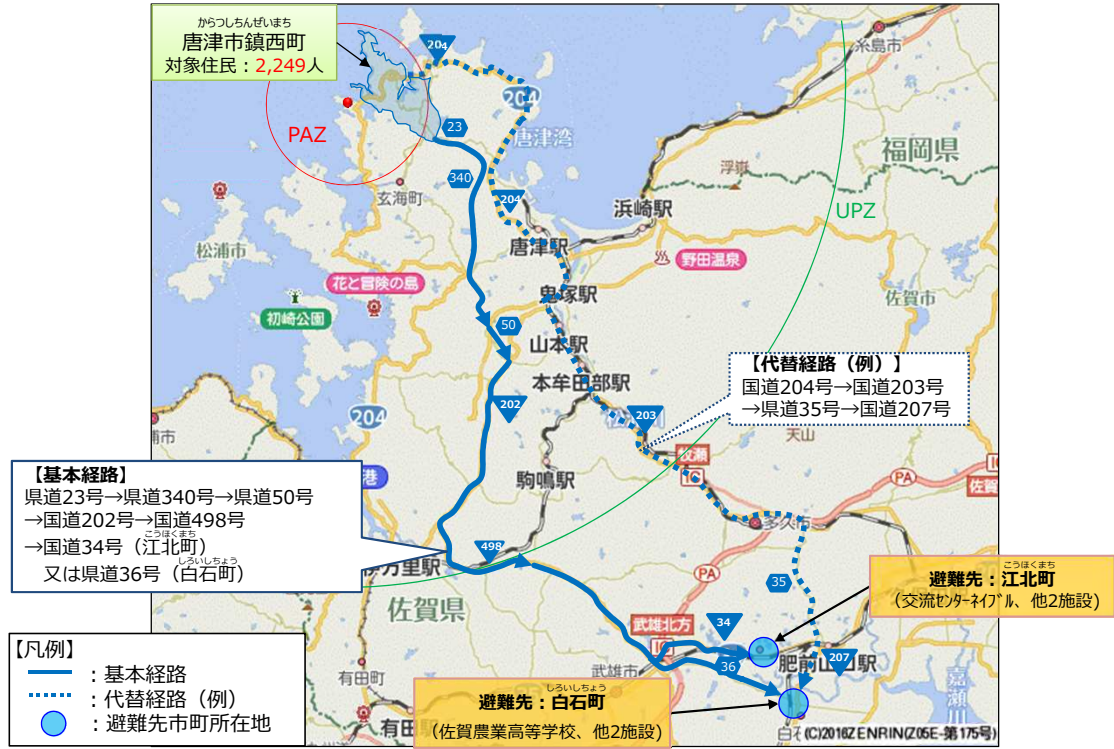 からつしちんぜいまち
唐津市鎮西町
対象住民：2,249人
PAZ
204
204
糸島市
23
唐津湾
福岡県
浮嶽
340
玄海町
204
浜崎駅
UPZ
唐津駅
野田温泉
松浦市
花と冒険の島
鬼塚駅
佐賀市
初崎公園
50
山本駅
本牟田部駅
【代替経路（例）】
国道204号→国道203号
→県道35号→国道207号
204
202
203
天山
牧瀬
IC
PA
IC
佐賀
駒鳴駅
港
【基本経路】
県道23号→県道340号→県道50号
→国道202号→国道498号
こうほくまち
→国道34号（江北町）
しろいしちょう
又は県道36号（白石町）
多久市
498
万里駅
佐賀県
PA
35
こうほくまち
避難先：江北町
（交流センターネイブル、他2施設）
武雄北方
IC
34
36
肥前山口駅
207
武雄市
有田町
有田駅
嘉瀬川
【凡例】
：基本経路
：代替経路（例）
：避難先市町所在地
しろいしちょう
避難先：白石町
（佐賀農業高等学校、他2施設）
白石
(C)2016ZENRIN(Z05E-第175号)